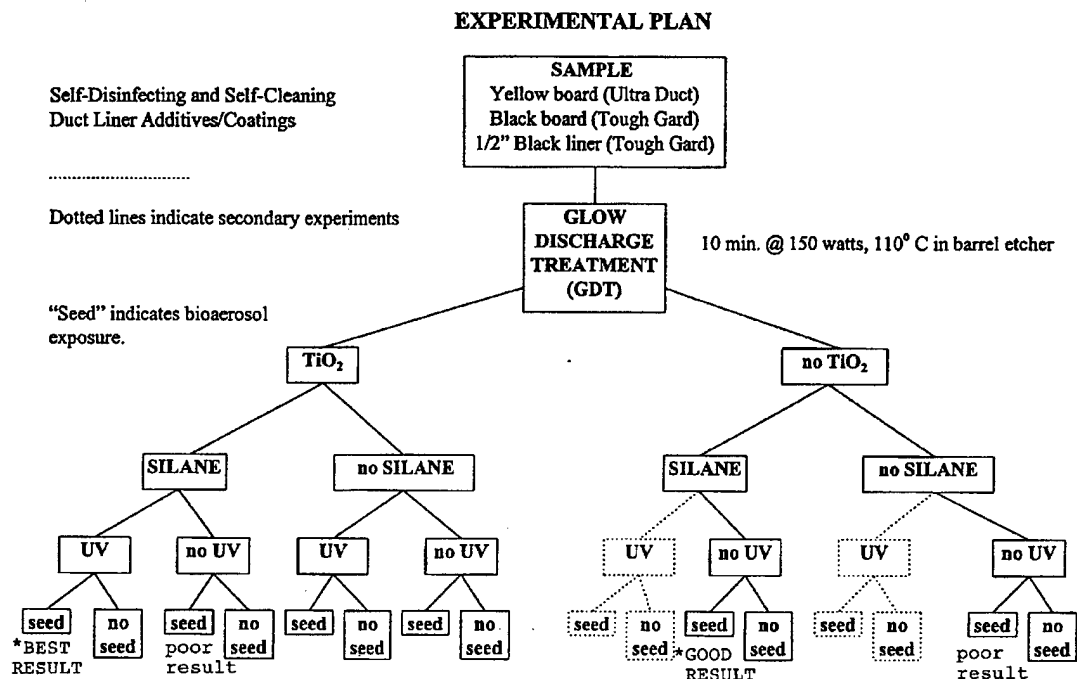 EXPERIMENTAL PLAN
Self-Disinfecting and Self-Cleaning
Duct Liner Additives/Coatings
Dotted lines indicate secondary experiments
“Seed” indicates bioaerosol
exposure.
SAMPLE
Yellow board (Ultra Duct)
Black board (Tough Gard)
1/2” Black liner (Tough Gard)
GLOW
DISCHARGE
TREATMENT
(GDT)
10 min. @ 150 watts, 110⁰ C in barrel etcher
TiO₂
no TiO₂
SILANE
no SILANE
SILANE
no SILANE
UV
no UV
UV
no UV
UV
no UV
UV
no UV
seed
no
seed
seed
no
seed
seed
no
seed
seed
no
seed
seed
no
seed
seed
no
seed
seed
no
seed
seed
no
seed
*BEST
RESULT
poor
result
*GOOD
RESULT
poor
result